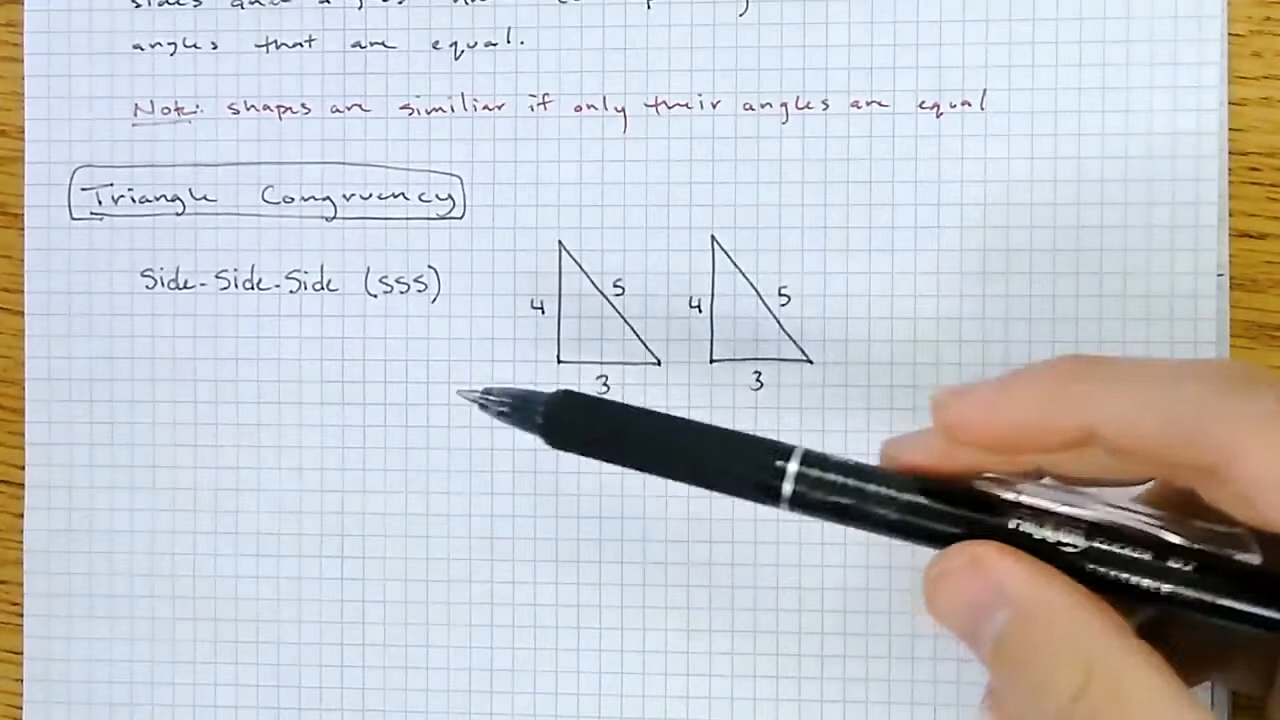 angles that are equal.
Note: shapes are similiar if only their angles are equal
Triangle Congruency
Side-Side-Side (SSS)
4 5 3
4 5 3